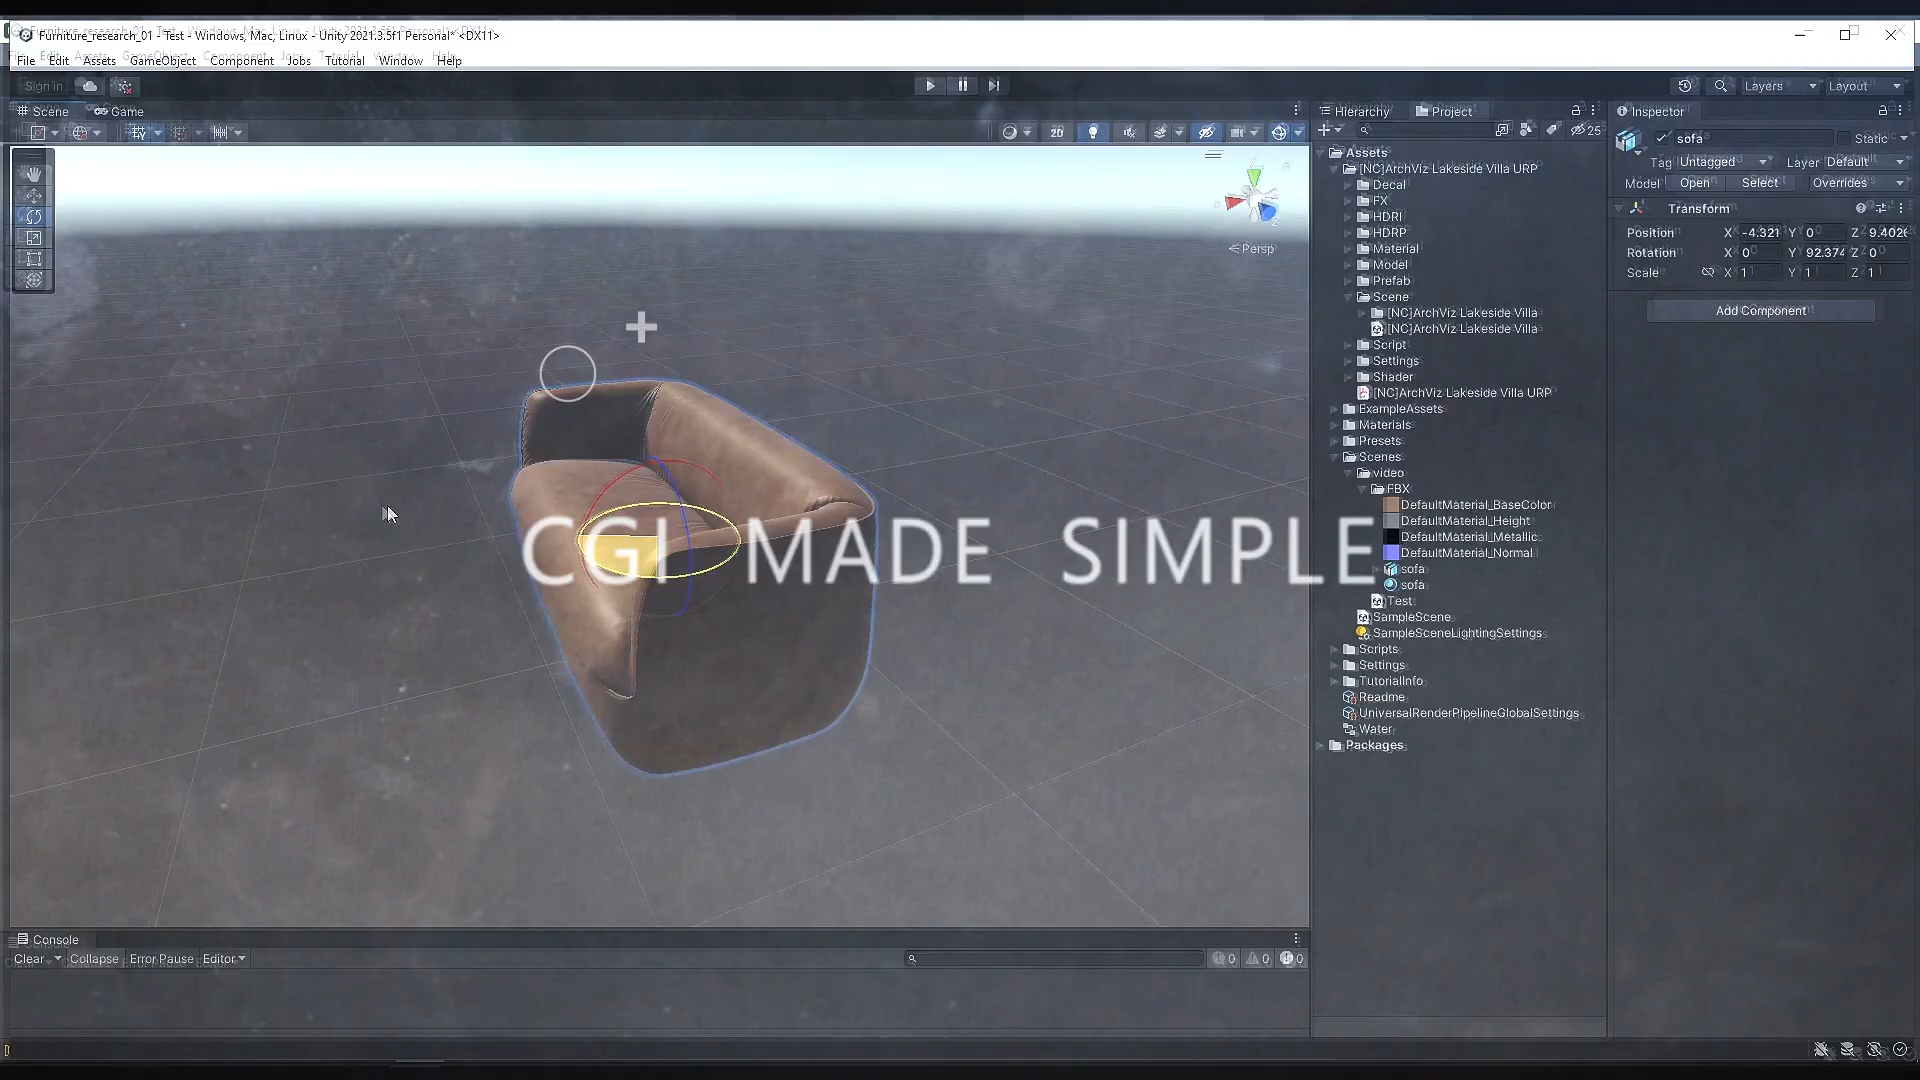 Furniture_research_01 - Test - Windows, Mac, Linux - Unity 2021.3.5f1 Personal* <DX11>
File Edit Assets GameObject Component Jobs Tutorial Window Help
Sign in
Layers Layout
Scene Game
Hierarchy Project
Inspector
2D
25
sofa Static
Tag Untagged Layer Default
Model Open Select Overrides
Transform
Position X -4.321 Y 0 Z 9.402
Rotation X 0 Y 92.374 Z 0
Scale X 1 Y 1 Z 1
Add Component
Persp
Assets
[NC]ArchViz Lakeside Villa URP
Decal
FX
HDRI
HDRP
Material
Model
Prefab
Scene
[NC]ArchViz Lakeside Villa
[NC]ArchViz Lakeside Villa
Script
Settings
Shader
[NC]ArchViz Lakeside Villa URP
ExampleAssets
Materials
Presets
Scenes
video
FBX
DefaultMaterial_BaseColor
DefaultMaterial_Height
DefaultMaterial_Metallic
DefaultMaterial_Normal
sofa
sofa
Test
SampleScene
SampleSceneLightingSettings
Scripts
Settings
TutorialInfo
Readme
UniversalRenderPipelineGlobalSettings
Water
Packages
CGI MADE SIMPLE
Console
Clear Collapse Error Pause Editor
0 0 0